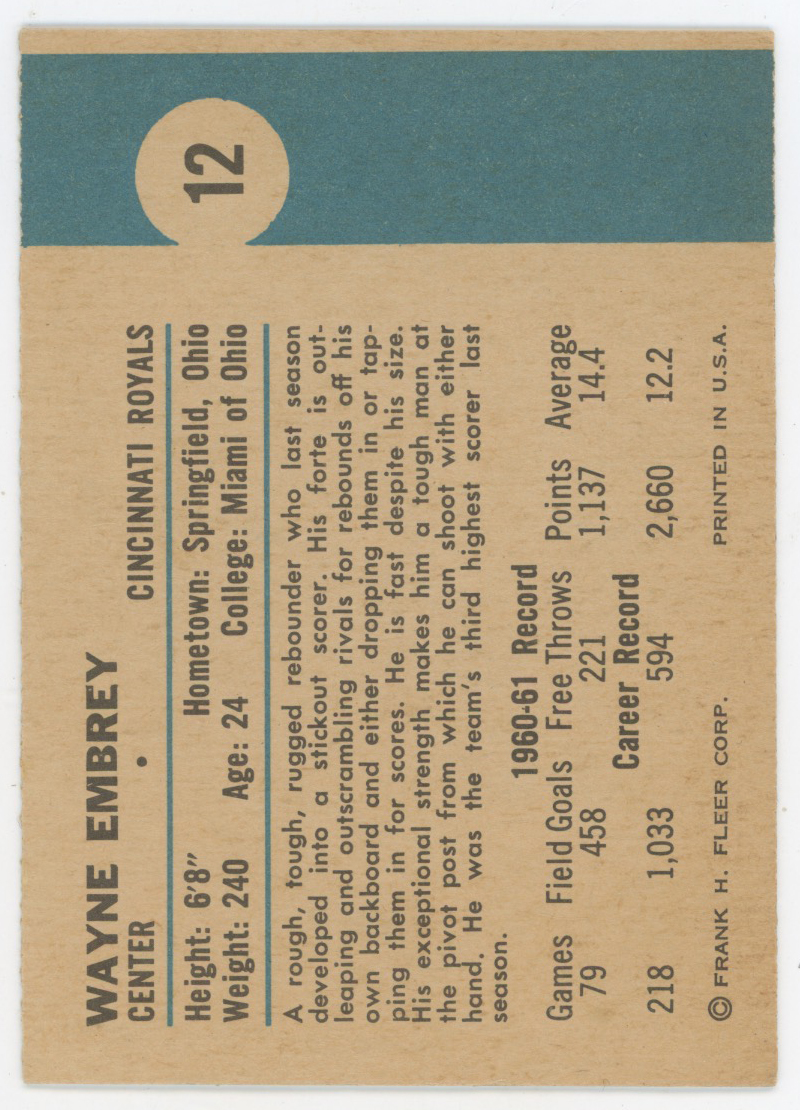 12
WAYNE EMBREY
CENTER • CINCINNATI ROYALS
Height: 6'8" Hometown: Springfield, Ohio
Weight: 240 Age: 24 College: Miami of Ohio
A rough, tough, rugged rebounder who last season
developed into a stickout scorer. His forte is out-
leaping and outscrambling rivals for rebounds off his
own backboard and either dropping them in or tap-
ping them in for scores. He is fast despite his size.
His exceptional strength makes him a tough man at
the pivot post from which he can shoot with either
hand. He was the team's third highest scorer last
season.
1960-61 Record
Games Field Goals Free Throws Points Average
79 458 221 1,137 14.4
Career Record
218 1,033 594 2,660 12.2
© FRANK H. FLEER CORP. PRINTED IN U.S.A.